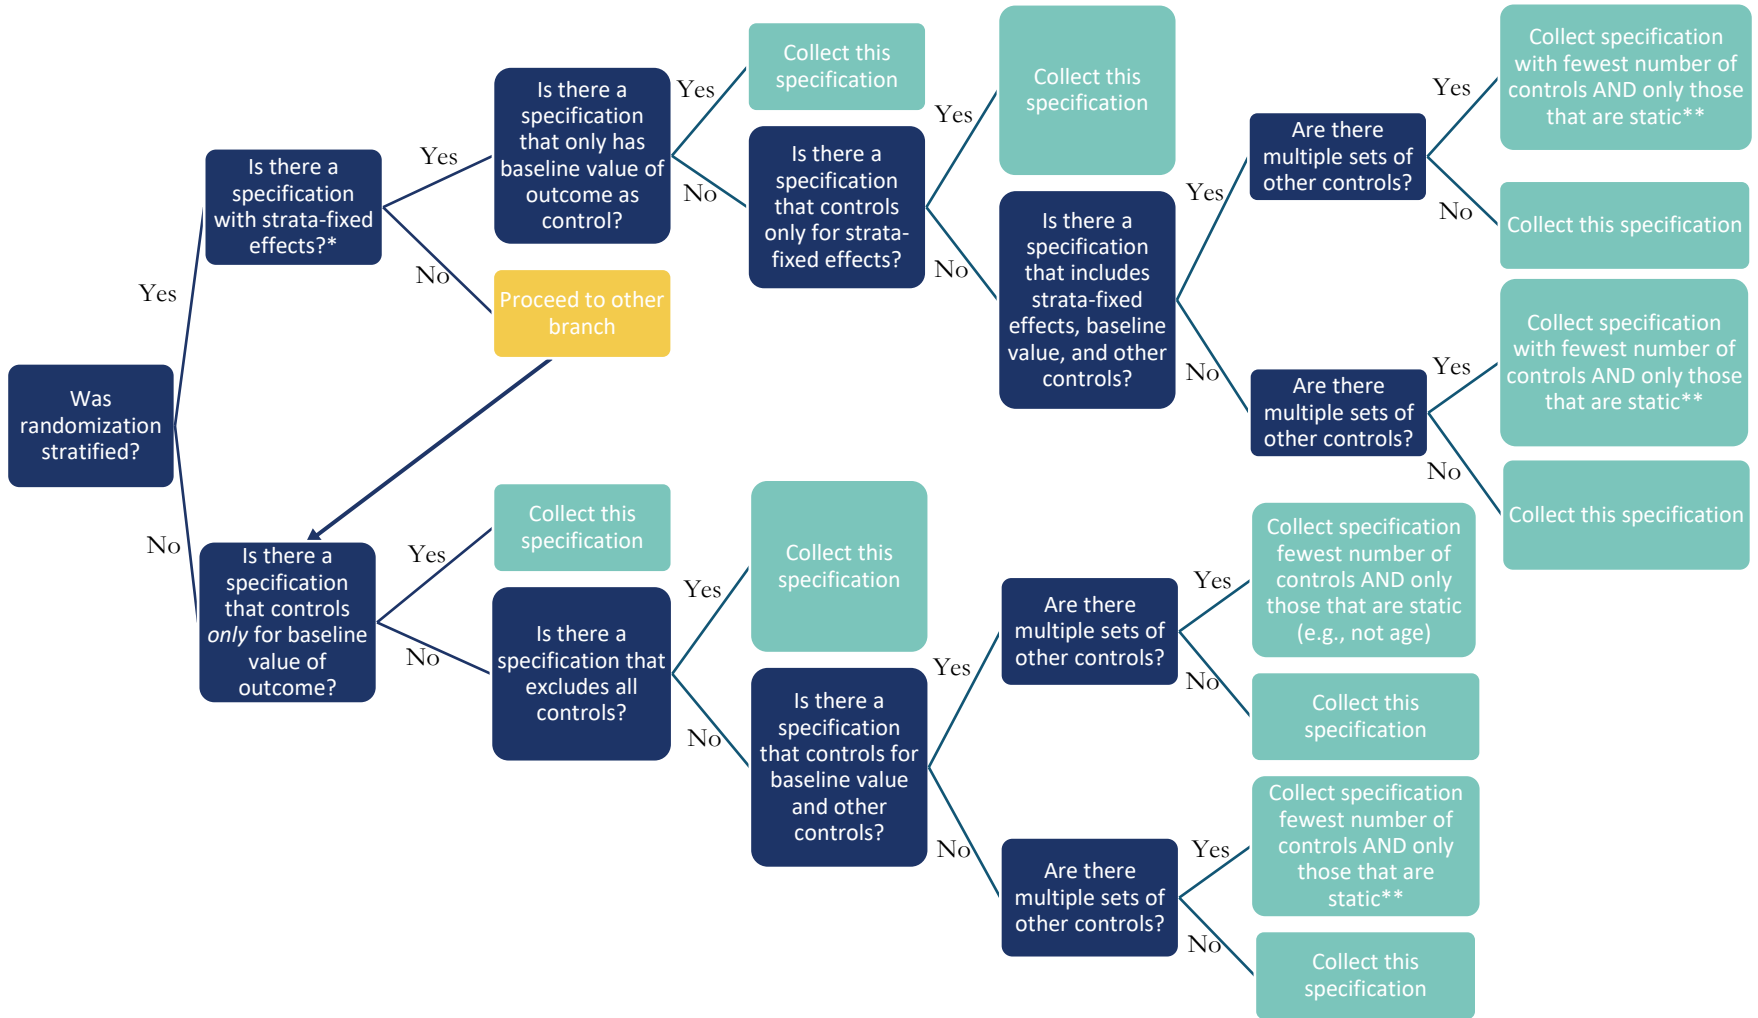 Was
randomization
stratified?
Yes
No
Is there a
specification
with strata-fixed
effects?*
Yes
No
Is there a
specification
that only has
baseline value of
outcome as
control?
Proceed to other
branch
Yes
No
Collect this
specification
Is there a
specification
that controls
only for strata-
fixed effects?
Yes
No
Collect this
specification
Is there a
specification
that includes
strata-fixed
effects, baseline
value, and other
controls?
Yes
No
Are there
multiple sets of
other controls?
Yes
No
Collect specification
with fewest number of
controls AND only those
that are static**
Collect this specification
Are there
multiple sets of
other controls?
Yes
No
Collect specification
with fewest number of
controls AND only those
that are static**
Collect this specification
Is there a
specification
that controls
only for baseline
value of
outcome?
Yes
No
Collect this
specification
Is there a
specification that
excludes all
controls?
Yes
No
Collect this
specification
Is there a
specification
that controls for
baseline value
and other
controls?
Yes
No
Are there
multiple sets of
other controls?
Yes
No
Collect specification
fewest number of
controls AND only
those that are static
(e.g., not age)
Collect this
specification
Are there
multiple sets of
other controls?
Yes
No
Collect specification
fewest number of
controls AND only
those that are
static**
Collect this
specification